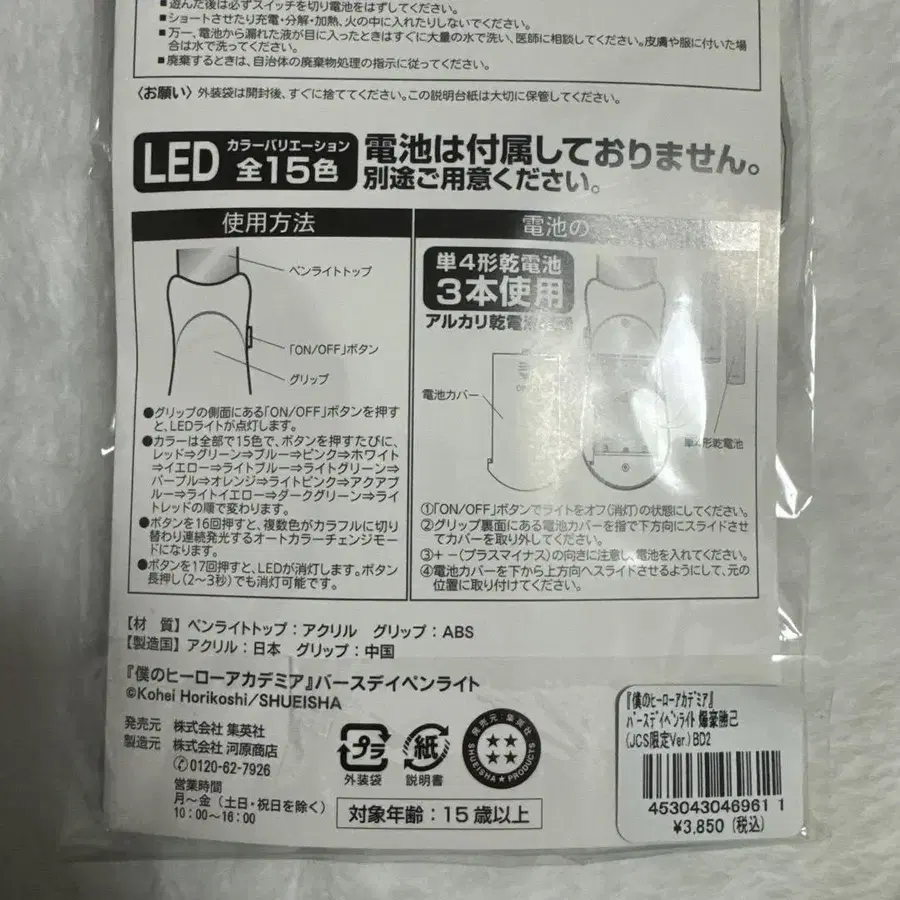 ■遊んだ後は必ずスイッチを切り電池をはずしてください。
■ショートさせたり充電・分解・加熱、火の中に入れたりしないでください。
■万一、電池から漏れた液が目に入ったときはすぐに大量の水で洗い、医師に相談してください。皮膚や服に付いた場
合は水で洗ってください。
■廃棄するときは、自治体の廃棄物処理の指示に従ってください。
〈お願い〉外装袋は開封後、すぐに捨ててください。この説明台紙は大切に保管してください。
LED
カラーバリエーション
全15色
電池は付属しておりません。
別途ご用意ください。
使用方法
ペンライトトップ
「ON/OFF」ボタン
グリップ
●グリップの側面にある「ON/OFF」ボタンを押す
と、LEDライトが点灯します。
●カラーは全部で15色で、ボタンを押すたびに、
レッド⇒グリーン⇒ブルー⇒ピンク⇒ホワイト
⇒イエロー⇒ライトブルー⇒ライトグリーン⇒
パープル⇒オレンジ⇒ライトピンク⇒アクアブ
ルー⇒ライトイエロー⇒ダークグリーン⇒ライ
トレッドの順で変わります。
●ボタンを16回押すと、複数色がカラフルに切り
替わり連続発光するオートカラーチェンジモー
ドになります。
●ボタンを17回押すと、LEDが消灯します。ボタン
長押し(2〜3秒)でも消灯可能です。
電池の
単4形乾電池
3本使用
アルカリ乾電池
電池カバー
単4形乾電池
①「ON/OFF」ボタンでライトをオフ(消灯)の状態にしてください。
②グリップ裏面にある電池カバーを指で下方向にスライドさせ
てカバーを取り外してください。
③+−(プラスマイナス)の向きに注意し、電池を入れてください。
④電池カバーを下から上方向へスライドさせるようにして、元の
位置に取り付けてください。
【材　質】ペンライトトップ：アクリル　グリップ：ABS
【製造国】アクリル：日本　グリップ：中国
『僕のヒーローアカデミア』バースデイペンライト
©Kohei Horikoshi/SHUEISHA
発売元　株式会社 集英社
製造元　株式会社 河原商店
0120-62-7926
営業時間
月〜金（土日・祝日を除く）
10：00〜16：00
プラ
外装袋
紙
説明書
発売元：集英社
SHUEISHA★PRODUCTS
対象年齢：15歳以上
『僕のヒーローアカデミア』
バースデイペンライト 爆豪勝己
(JCS限定Ver.) BD2
453043046961 1
¥3,850 (税込)